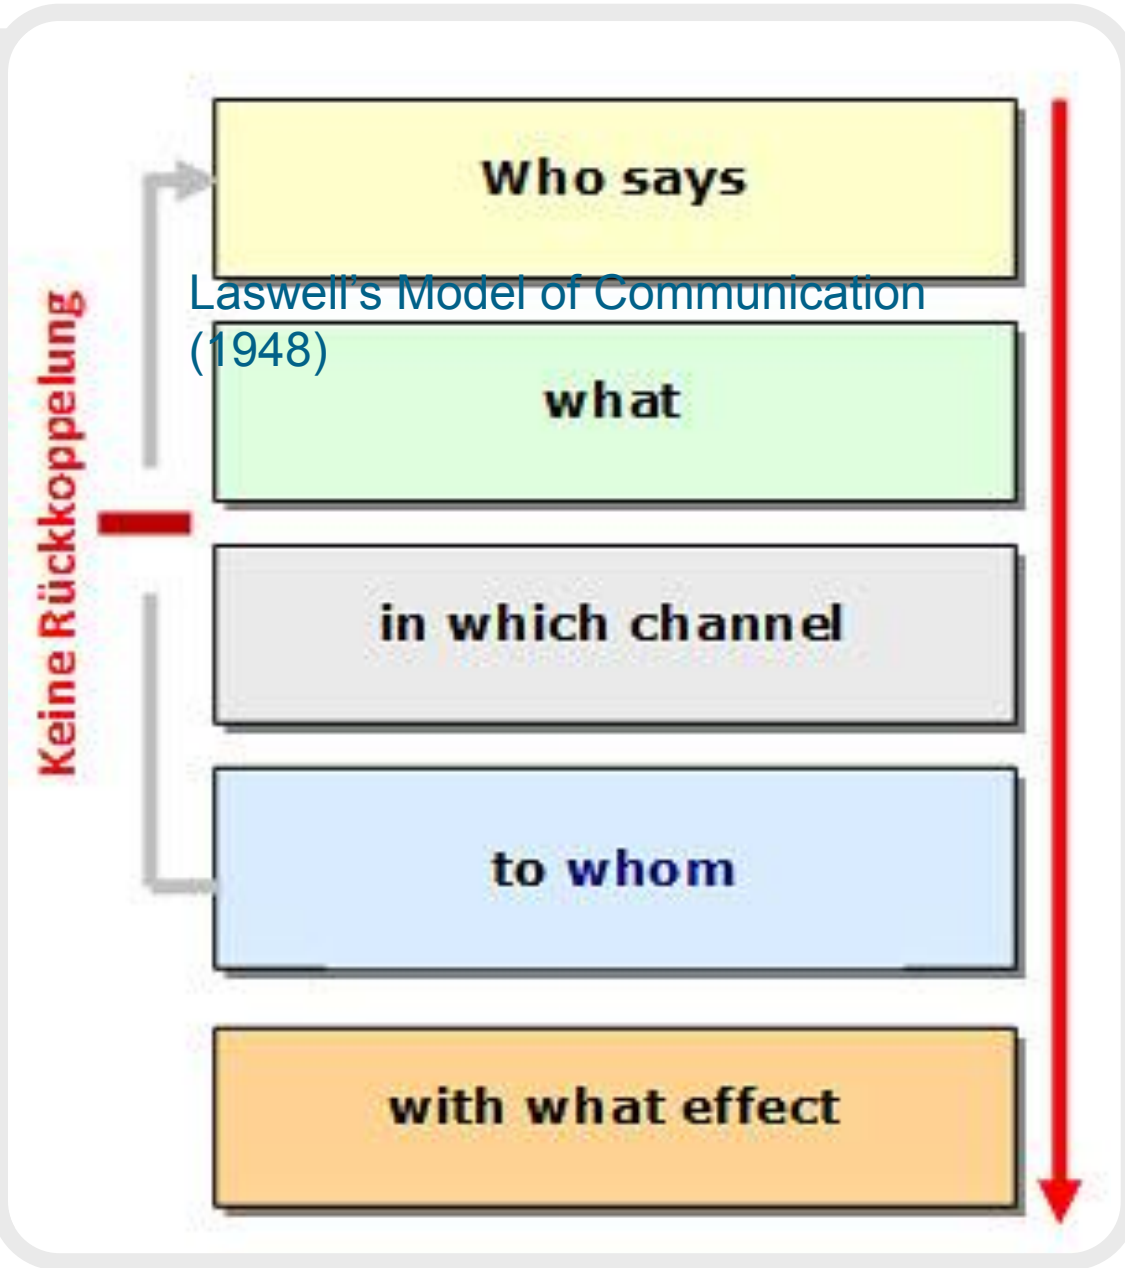 Who says
Laswell’s Model of Communication
(1948)
what
Keine Rückkoppelung
in which channel
to whom
with what effect